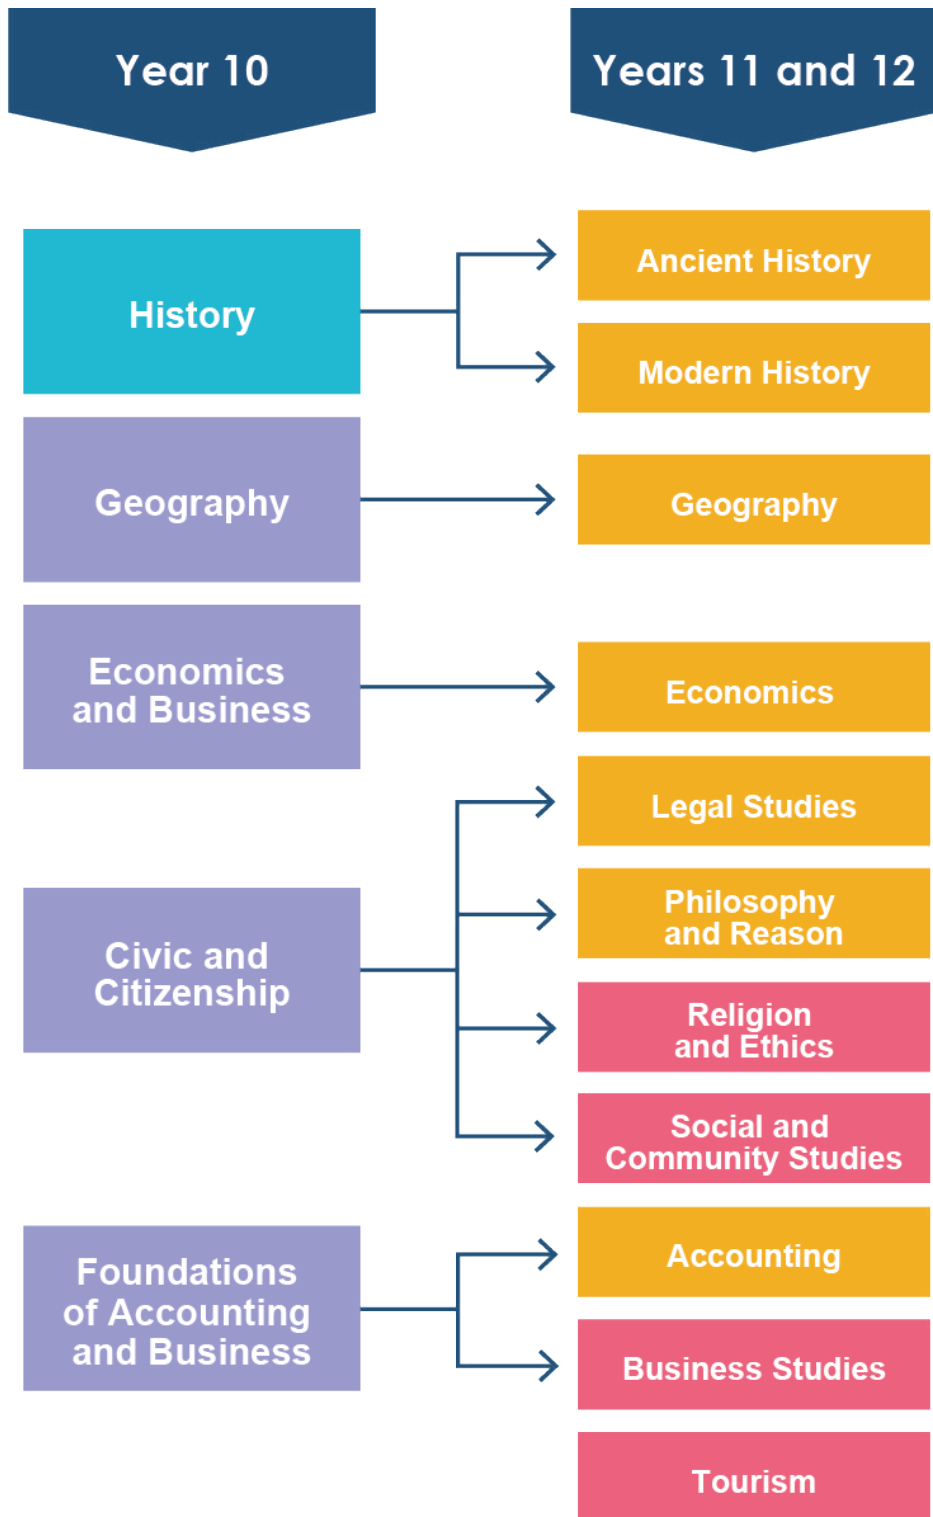 Year 10
Years 11 and 12
History
Ancient History
Modern History
Geography
Geography
Economics
and Business
Economics
Civic and
Citizenship
Legal Studies
Philosophy
and Reason
Religion
and Ethics
Social and
Community Studies
Foundations
of Accounting
and Business
Accounting
Business Studies
Tourism